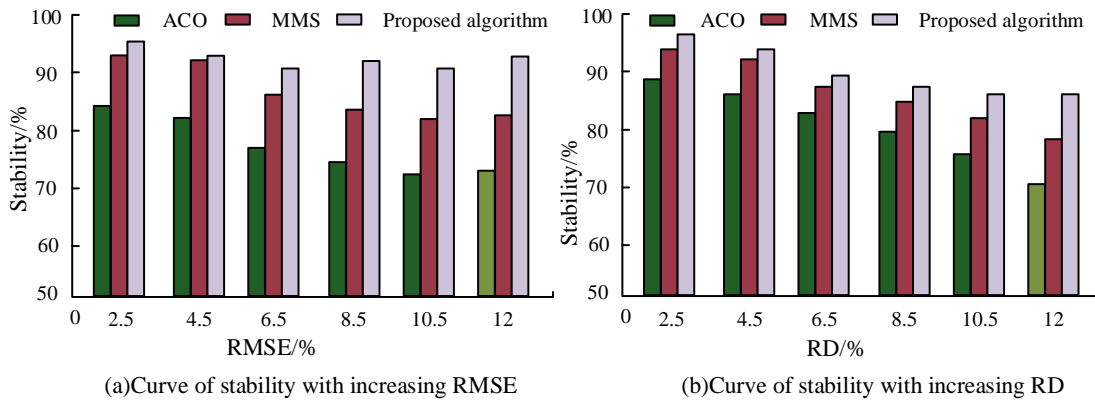 ACO MMS Proposed algorithm
100
90
80
70
60
50
0
Stability/%
2.5 4.5 6.5 8.5 10.5 12
RMSE/%
(a)Curve of stability with increasing RMSE
ACO MMS Proposed algorithm
100
90
80
70
60
50
0
Stability/%
2.5 4.5 6.5 8.5 10.5 12
RD/%
(b)Curve of stability with increasing RD